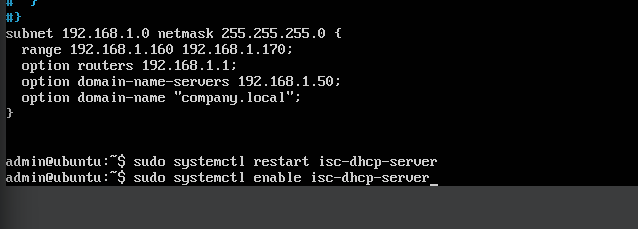 #  }
#}
subnet 192.168.1.0 netmask 255.255.255.0 {
  range 192.168.1.160 192.168.1.170;
  option routers 192.168.1.1;
  option domain-name-servers 192.168.1.50;
  option domain-name "company.local";
}
admin@ubuntu:~$ sudo systemctl restart isc-dhcp-server
admin@ubuntu:~$ sudo systemctl enable isc-dhcp-server_